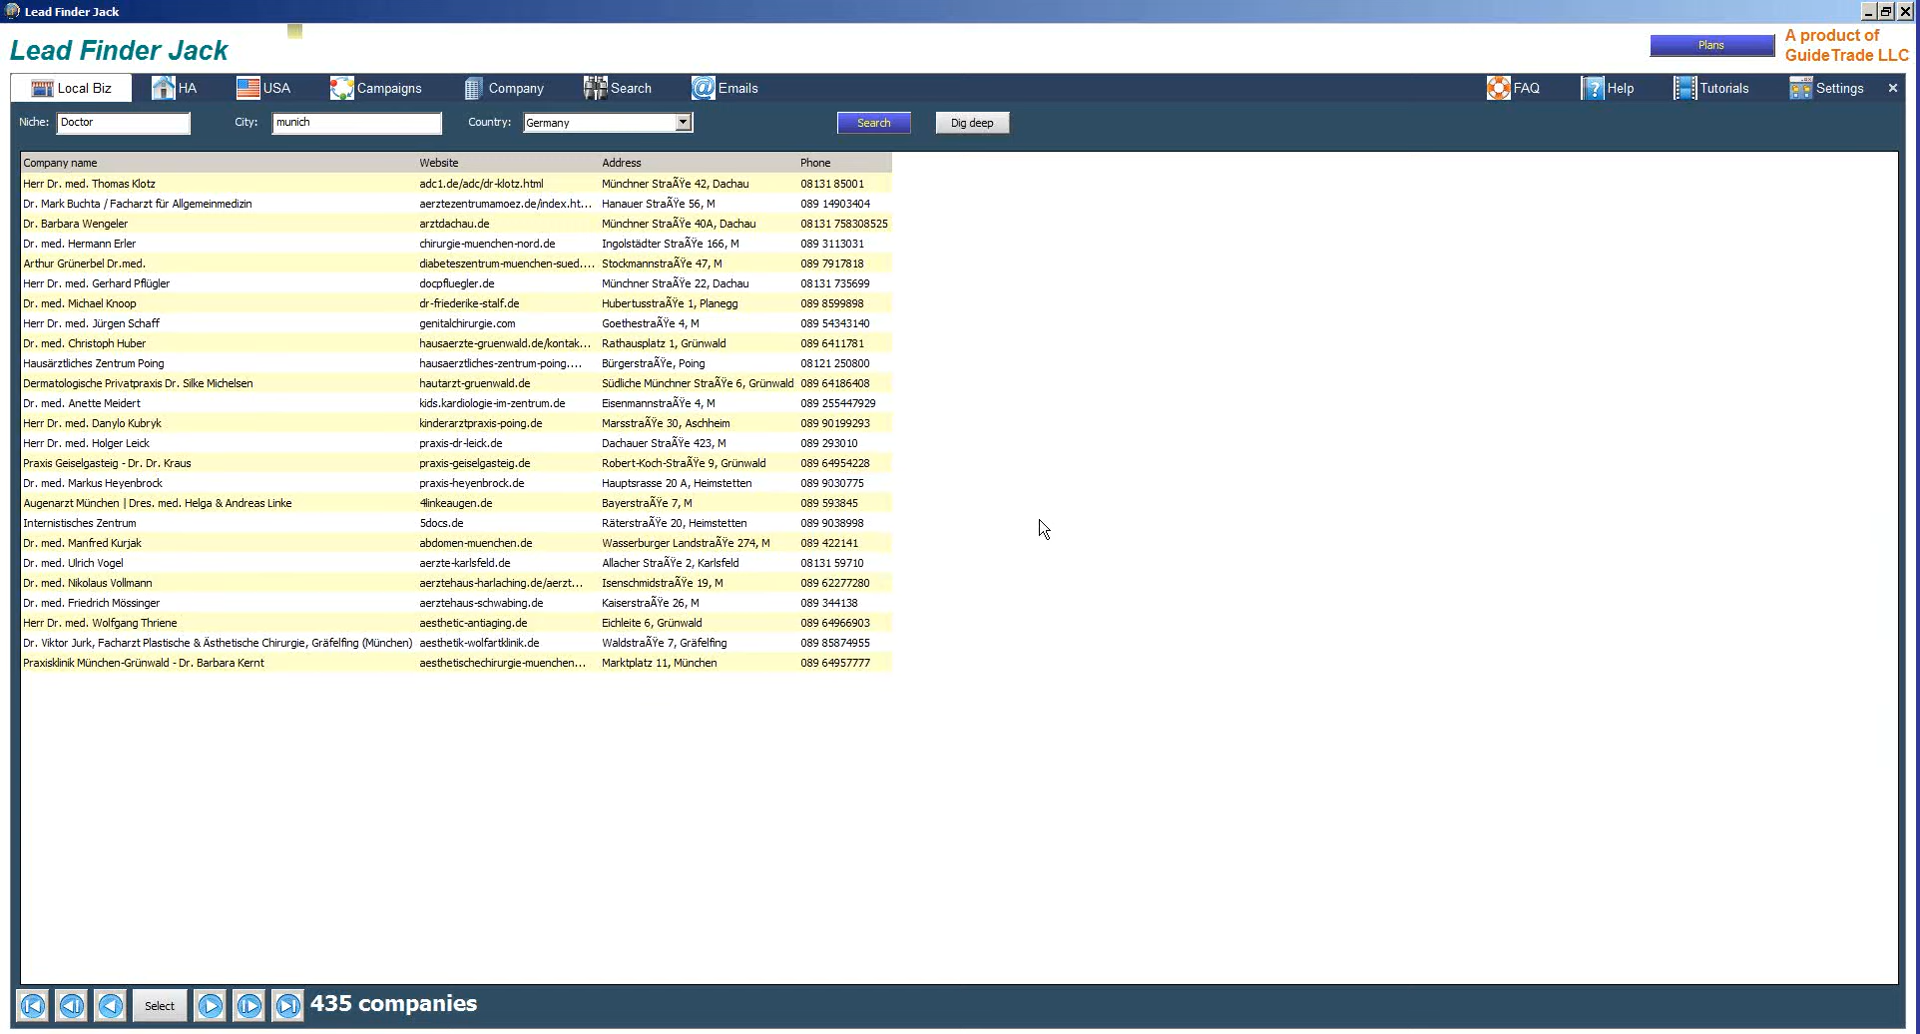 Lead Finder Jack
Lead Finder Jack
Plans
A product of
GuideTrade LLC
Local Biz HA USA Campaigns Company Search Emails FAQ Help Tutorials Settings
Niche: Doctor City: munich Country: Germany Search Dig deep
Company name Website Address Phone
Herr Dr. med. Thomas Klotz adc1.de/adc/dr-klotz.html Münchner StraÃŸe 42, Dachau 08131 85001
Dr. Mark Buchta / Facharzt für Allgemeinmedizin aerztezentrumamoez.de/index.ht... Hanauer StraÃŸe 56, M 089 14903404
Dr. Barbara Wengeler arztdachau.de Münchner StraÃŸe 40A, Dachau 08131 758308525
Dr. med. Hermann Erler chirurgie-muenchen-nord.de Ingolstädter StraÃŸe 166, M 089 3113031
Arthur Grünerbel Dr.med. diabeteszentrum-muenchen-sued.... StockmannstraÃŸe 47, M 089 7917818
Herr Dr. med. Gerhard Pflügler docpfluegler.de Münchner StraÃŸe 22, Dachau 08131 735699
Dr. med. Michael Knoop dr-friederike-stalf.de HubertusstraÃŸe 1, Planegg 089 8599898
Herr Dr. med. Jürgen Schaff genitalchirurgie.com GoethestraÃŸe 4, M 089 54343140
Dr. med. Christoph Huber hausaerzte-gruenwald.de/kontak... Rathausplatz 1, Grünwald 089 6411781
Hausärztliches Zentrum Poing hausaerztliches-zentrum-poing.... BürgerstraÃŸe, Poing 08121 250800
Dermatologische Privatpraxis Dr. Silke Michelsen hautarzt-gruenwald.de Südliche Münchner StraÃŸe 6, Grünwald 089 64186408
Dr. med. Anette Meidert kids.kardiologie-im-zentrum.de EisenmannstraÃŸe 4, M 089 255447929
Herr Dr. med. Danylo Kubryk kinderarztpraxis-poing.de MarsstraÃŸe 30, Aschheim 089 90199293
Herr Dr. med. Holger Leick praxis-dr-leick.de Dachauer StraÃŸe 423, M 089 293010
Praxis Geiselgasteig - Dr. Dr. Kraus praxis-geiselgasteig.de Robert-Koch-StraÃŸe 9, Grünwald 089 64954228
Dr. med. Markus Heyenbrock praxis-heyenbrock.de Hauptsrasse 20 A, Heimstetten 089 9030775
Augenarzt München | Dres. med. Helga & Andreas Linke 4linkeaugen.de BayerstraÃŸe 7, M 089 593845
Internistisches Zentrum 5docs.de RäterstraÃŸe 20, Heimstetten 089 9038998
Dr. med. Manfred Kurjak abdomen-muenchen.de Wasserburger LandstraÃŸe 274, M 089 422141
Dr. med. Ulrich Vogel aerzte-karlsfeld.de Allacher StraÃŸe 2, Karlsfeld 08131 59710
Dr. med. Nikolaus Vollmann aerztehaus-harlaching.de/aerzt... IsenschmidstraÃŸe 19, M 089 62277280
Dr. med. Friedrich Mössinger aerztehaus-schwabing.de KaiserstraÃŸe 26, M 089 344138
Herr Dr. med. Wolfgang Thriene aesthetic-antiaging.de Eichleite 6, Grünwald 089 64966903
Dr. Viktor Jurk, Facharzt Plastische & Ästhetische Chirurgie, Gräfelfing (München) aesthetik-wolfartklinik.de WaldstraÃŸe 7, Gräfelfing 089 85874955
Praxisklinik München-Grünwald - Dr. Barbara Kernt aesthetischechirurgie-muenchen... Marktplatz 11, München 089 64957777
Select 435 companies